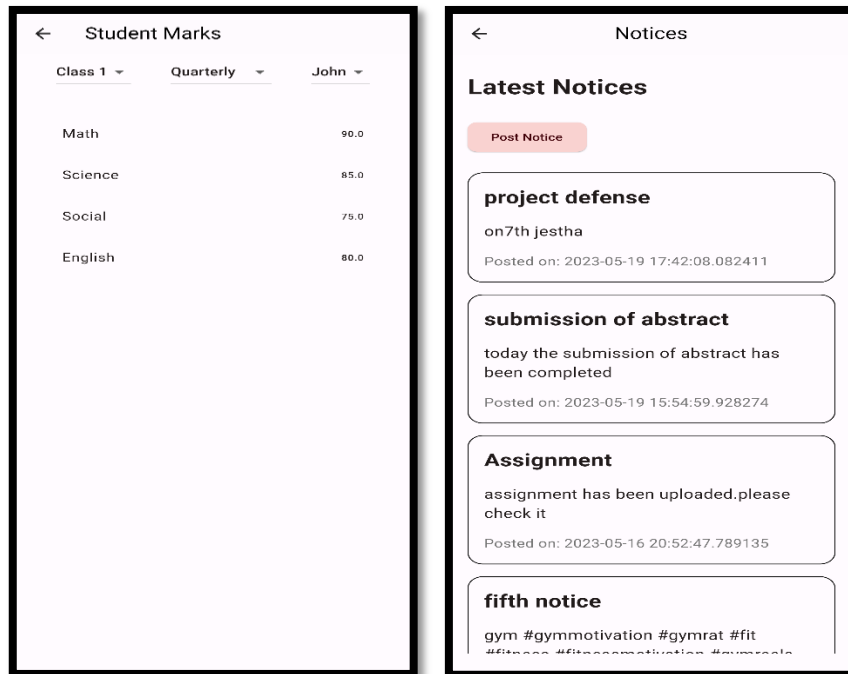 Student Marks
Class 1 Quarterly John
Math 90.0
Science 85.0
Social 75.0
English 80.0
Notices
Latest Notices
Post Notice
project defense
on7th jestha
Posted on: 2023-05-19 17:42:08.082411
submission of abstract
today the submission of abstract has
been completed
Posted on: 2023-05-19 15:54:59.928274
Assignment
assignment has been uploaded.please
check it
Posted on: 2023-05-16 20:52:47.789135
fifth notice
gym #gymmotivation #gymrat #fit
#fitness #fitnessmotivation #gymreels